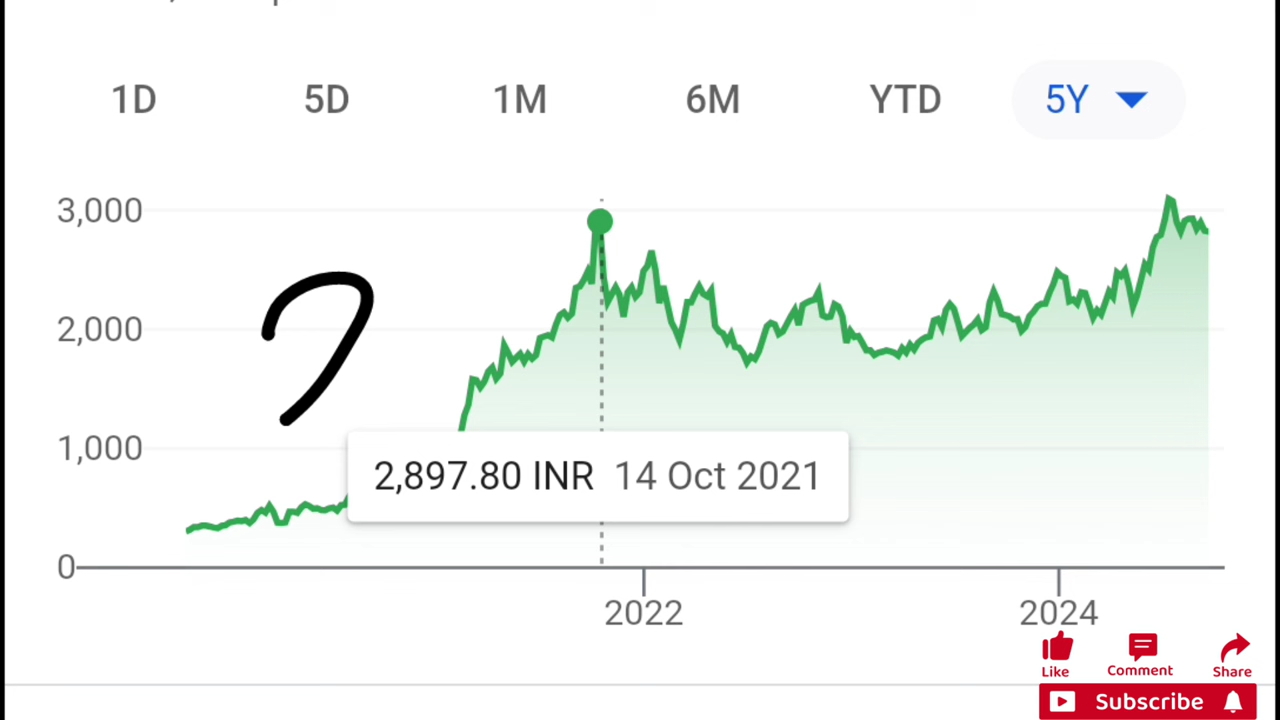 1D 5D 1M 6M YTD 5Y
3,000
2,000
1,000
2,897.80 INR 14 Oct 2021
0
2022 2024
Like Comment Share
Subscribe